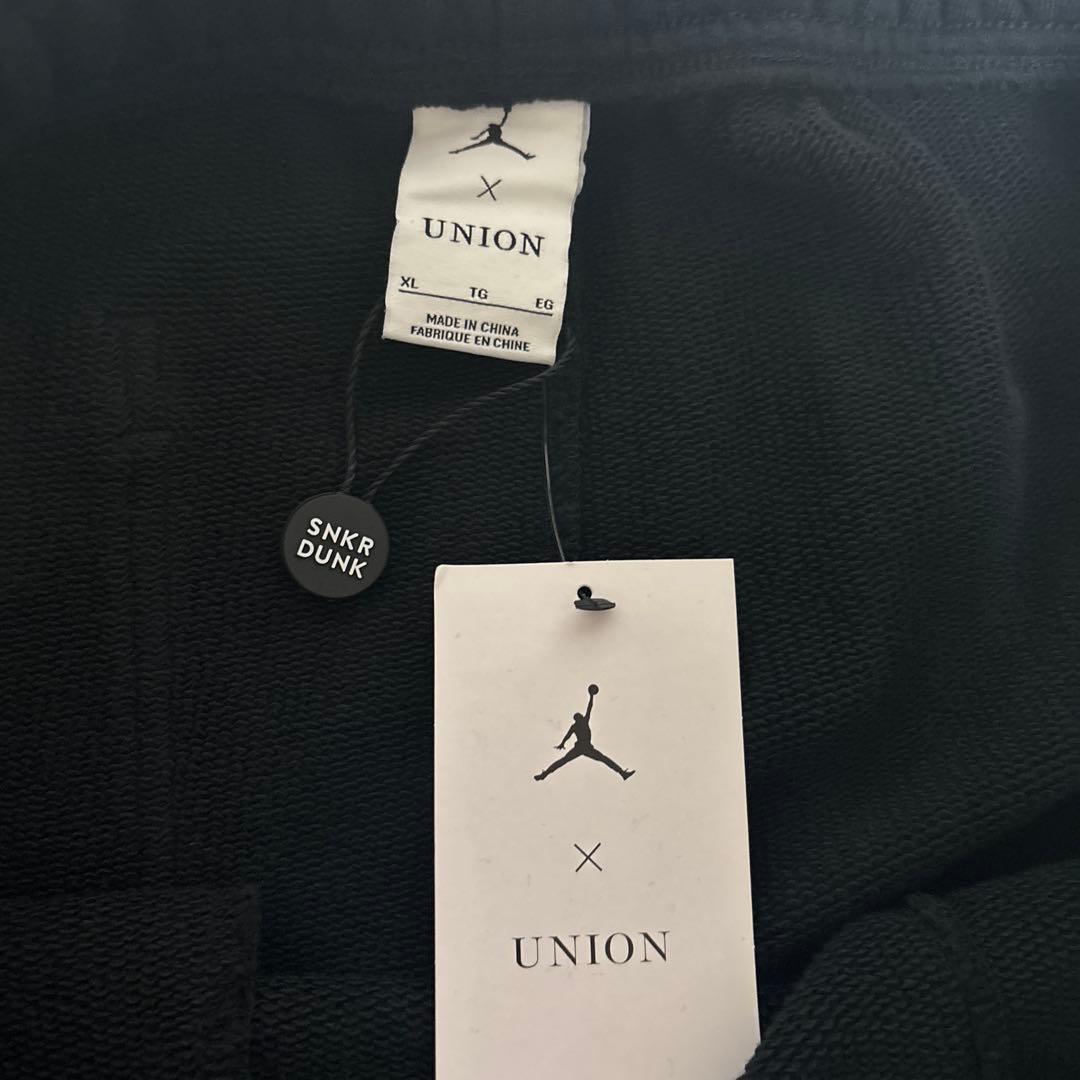 ×
UNION
XL TG EG
MADE IN CHINA
FABRIQUE EN CHINE
SNKR
DUNK
×
UNION